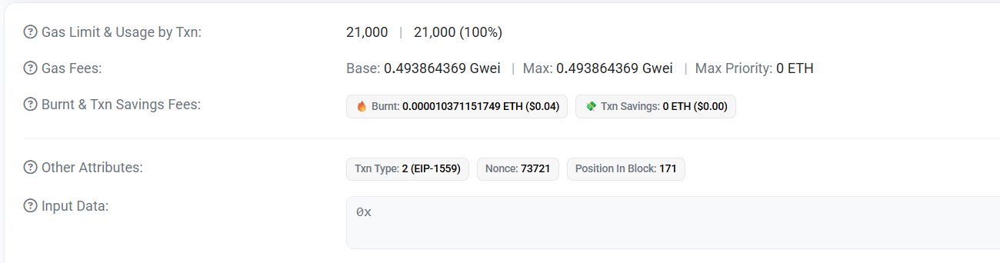 Gas Limit & Usage by Txn: 21,000 | 21,000 (100%)
Gas Fees: Base: 0.493864369 Gwei | Max: 0.493864369 Gwei | Max Priority: 0 ETH
Burnt & Txn Savings Fees: Burnt: 0.000010371151749 ETH ($0.04) Txn Savings: 0 ETH ($0.00)
Other Attributes: Txn Type: 2 (EIP-1559) Nonce: 73721 Position In Block: 171
Input Data: 0x